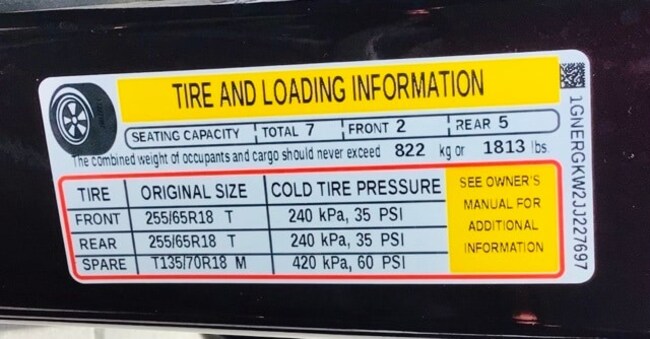 TIRE AND LOADING INFORMATION
SEATING CAPACITY TOTAL 7 FRONT 2 REAR 5
The combined weight of occupants and cargo should never exceed 822 kg or 1813 lbs.
TIRE ORIGINAL SIZE COLD TIRE PRESSURE
FRONT 255/65R18 T 240 kPa, 35 PSI
REAR 255/65R18 T 240 kPa, 35 PSI
SPARE T135/70R18 M 420 kPa, 60 PSI
SEE OWNER'S
MANUAL FOR
ADDITIONAL
INFORMATION
1GNERGKW2JJ227697